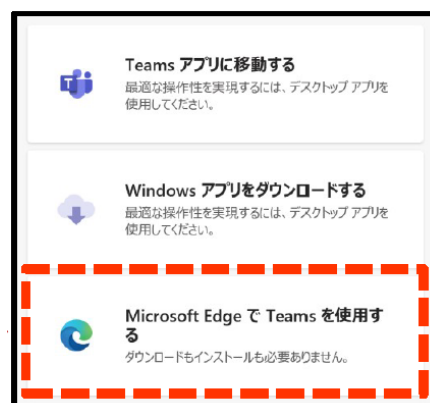 Teams アプリに移動する
最適な操作性を実現するには、デスクトップ アプリを
使用してください。
Windows アプリをダウンロードする
最適な操作性を実現するには、デスクトップ アプリを
使用してください。
Microsoft Edge で Teams を使用す
る
ダウンロードもインストールも必要ありません。